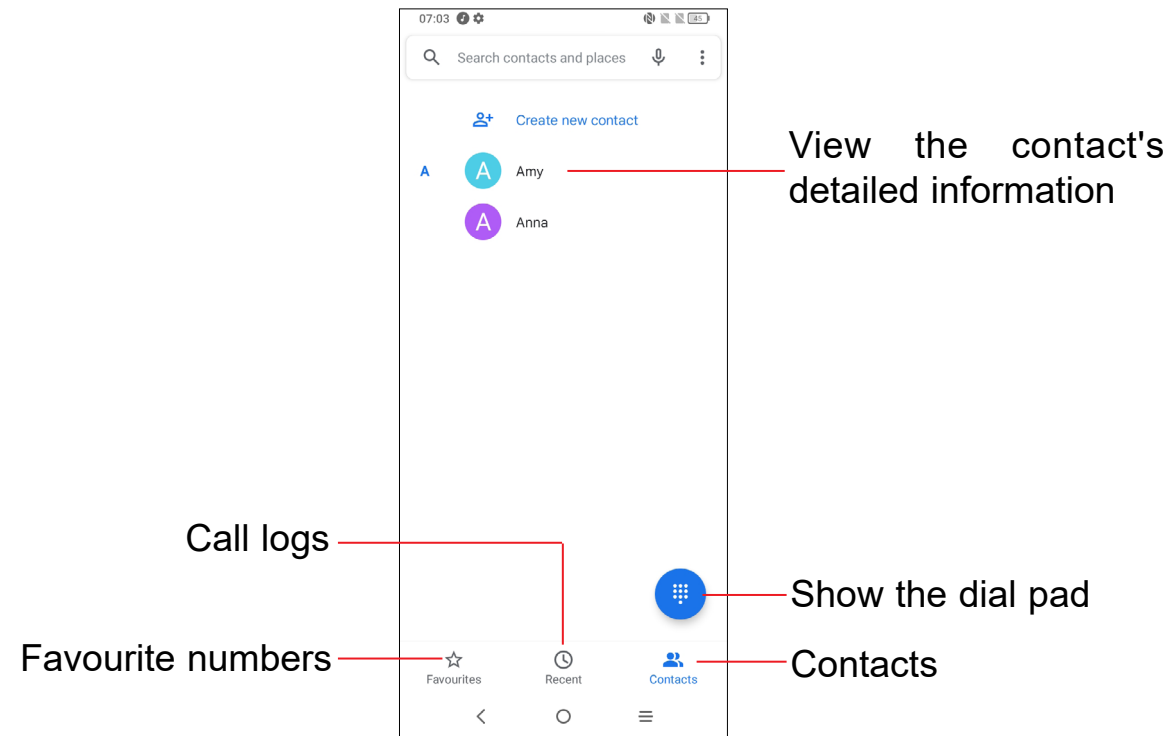 07:03
45
Search contacts and places
Create new contact
A
A
Amy
A
Anna
View the contact's
detailed information
Call logs
Show the dial pad
Favourite numbers
Contacts
Favourites
Recent
Contacts